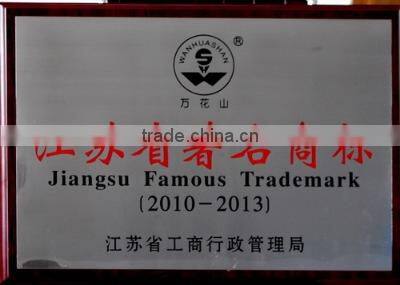 WANHUASHAN
®
S
万花山
江苏省著名商标
trade.china.cn
Jiangsu Famous Trademark
(2010-2013)
江苏省工商行政管理局